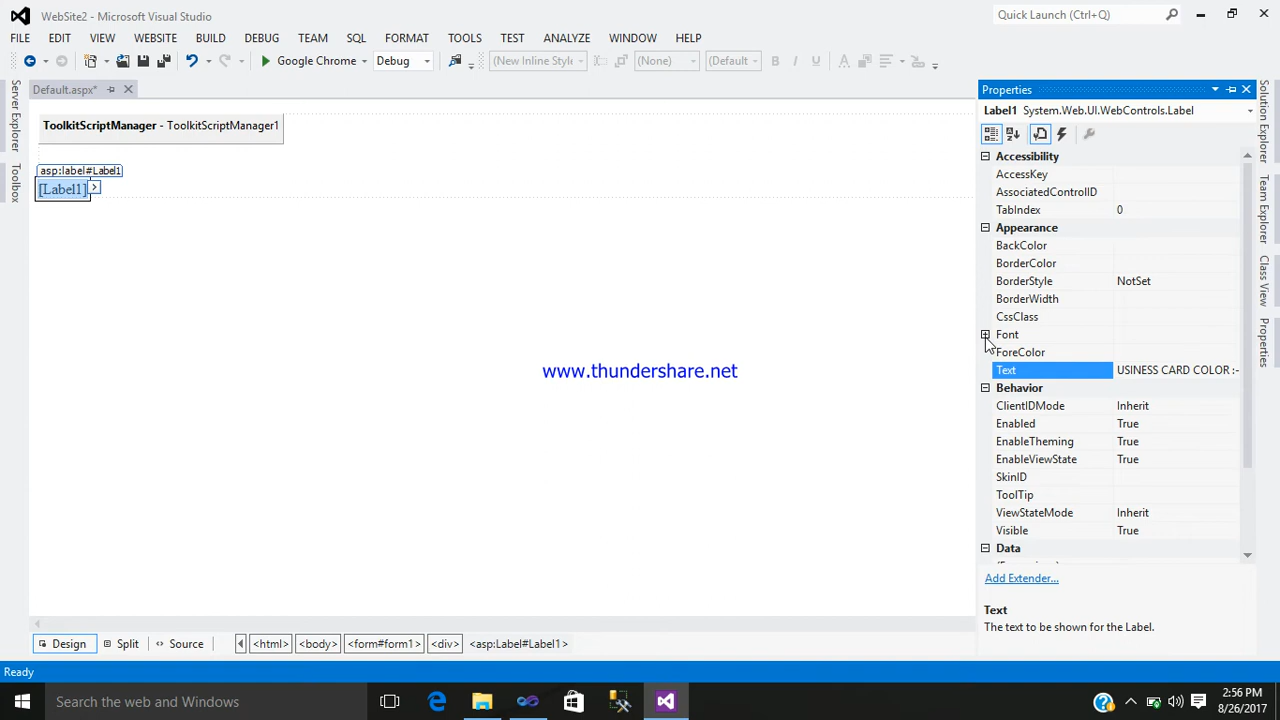 WebSite2 - Microsoft Visual Studio
Quick Launch (Ctrl+Q)
FILE EDIT VIEW WEBSITE BUILD DEBUG TEAM SQL FORMAT TOOLS TEST ANALYZE WINDOW HELP
Google Chrome Debug (New Inline Style (None) (Default B I U A
Default.aspx*
Server Explorer
Toolbox
ToolkitScriptManager - ToolkitScriptManager1
asp:label#Label1
[Label1]
www.thundershare.net
Properties
Label1 System.Web.UI.WebControls.Label
Accessibility
AccessKey
AssociatedControlID
TabIndex 0
Appearance
BackColor
BorderColor
BorderStyle NotSet
BorderWidth
CssClass
Font
ForeColor
Text USINESS CARD COLOR :-
Behavior
ClientIDMode Inherit
Enabled True
EnableTheming True
EnableViewState True
SkinID
ToolTip
ViewStateMode Inherit
Visible True
Data
Add Extender...
Text
The text to be shown for the Label.
Solution Explorer
Team Explorer
Class View
Properties
Design Split Source <html> <body> <form#form1> <div> <asp:Label#Label1>
Ready
Search the web and Windows
2:56 PM
8/26/2017